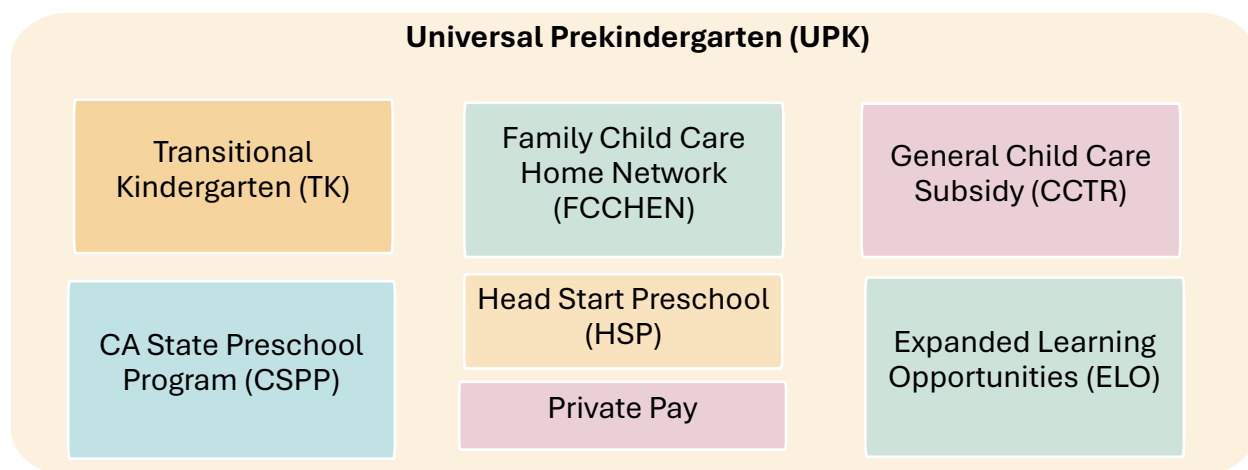 Universal Prekindergarten (UPK)
Transitional
Kindergarten (TK)
Family Child Care
Home Network
(FCCHEN)
General Child Care
Subsidy (CCTR)
CA State Preschool
Program (CSPP)
Head Start Preschool
(HSP)
Private Pay
Expanded Learning
Opportunities (ELO)